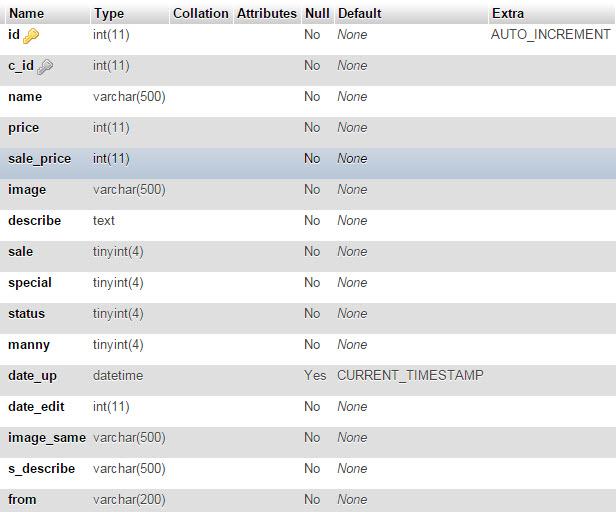 Name Type Collation Attributes Null Default Extra
id int(11) No None AUTO_INCREMENT
c_id int(11) No None
name varchar(500) No None
price int(11) No None
sale_price int(11) No None
image varchar(500) No None
describe text No None
sale tinyint(4) No None
special tinyint(4) No None
status tinyint(4) No None
manny tinyint(4) No None
date_up datetime Yes CURRENT_TIMESTAMP
date_edit int(11) No None
image_same varchar(500) No None
s_describe varchar(500) No None
from varchar(200) No None